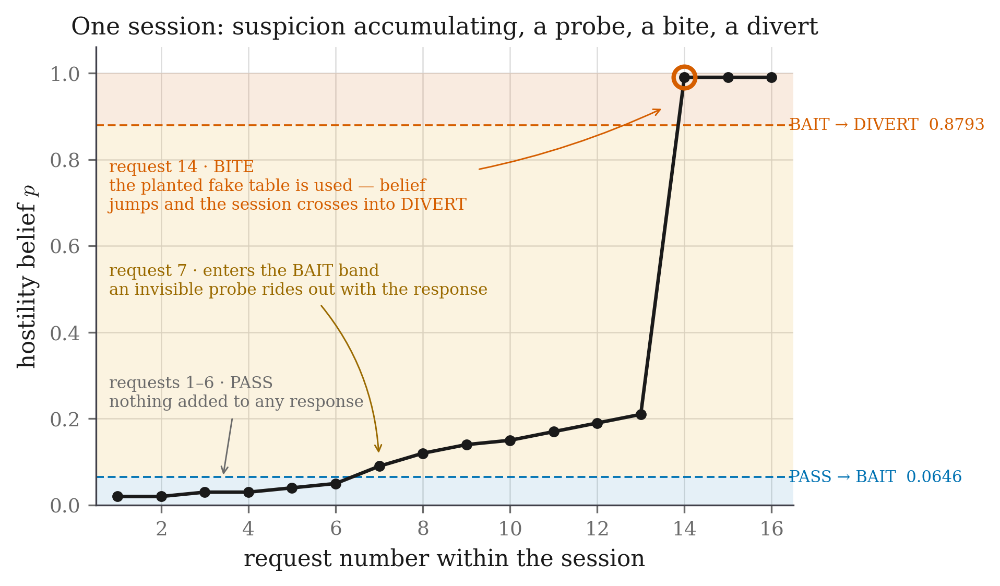 One session: suspicion accumulating, a probe, a bite, a divert
1.0
BAIT → DIVERT 0.8793
0.8
request 14 · BITE
the planted fake table is used — belief
jumps and the session crosses into DIVERT
0.6
request 7 · enters the BAIT band
an invisible probe rides out with the response
hostility belief p
0.4
requests 1–6 · PASS
nothing added to any response
0.2
PASS → BAIT 0.0646
0.0
2 4 6 8 10 12 14 16
request number within the session